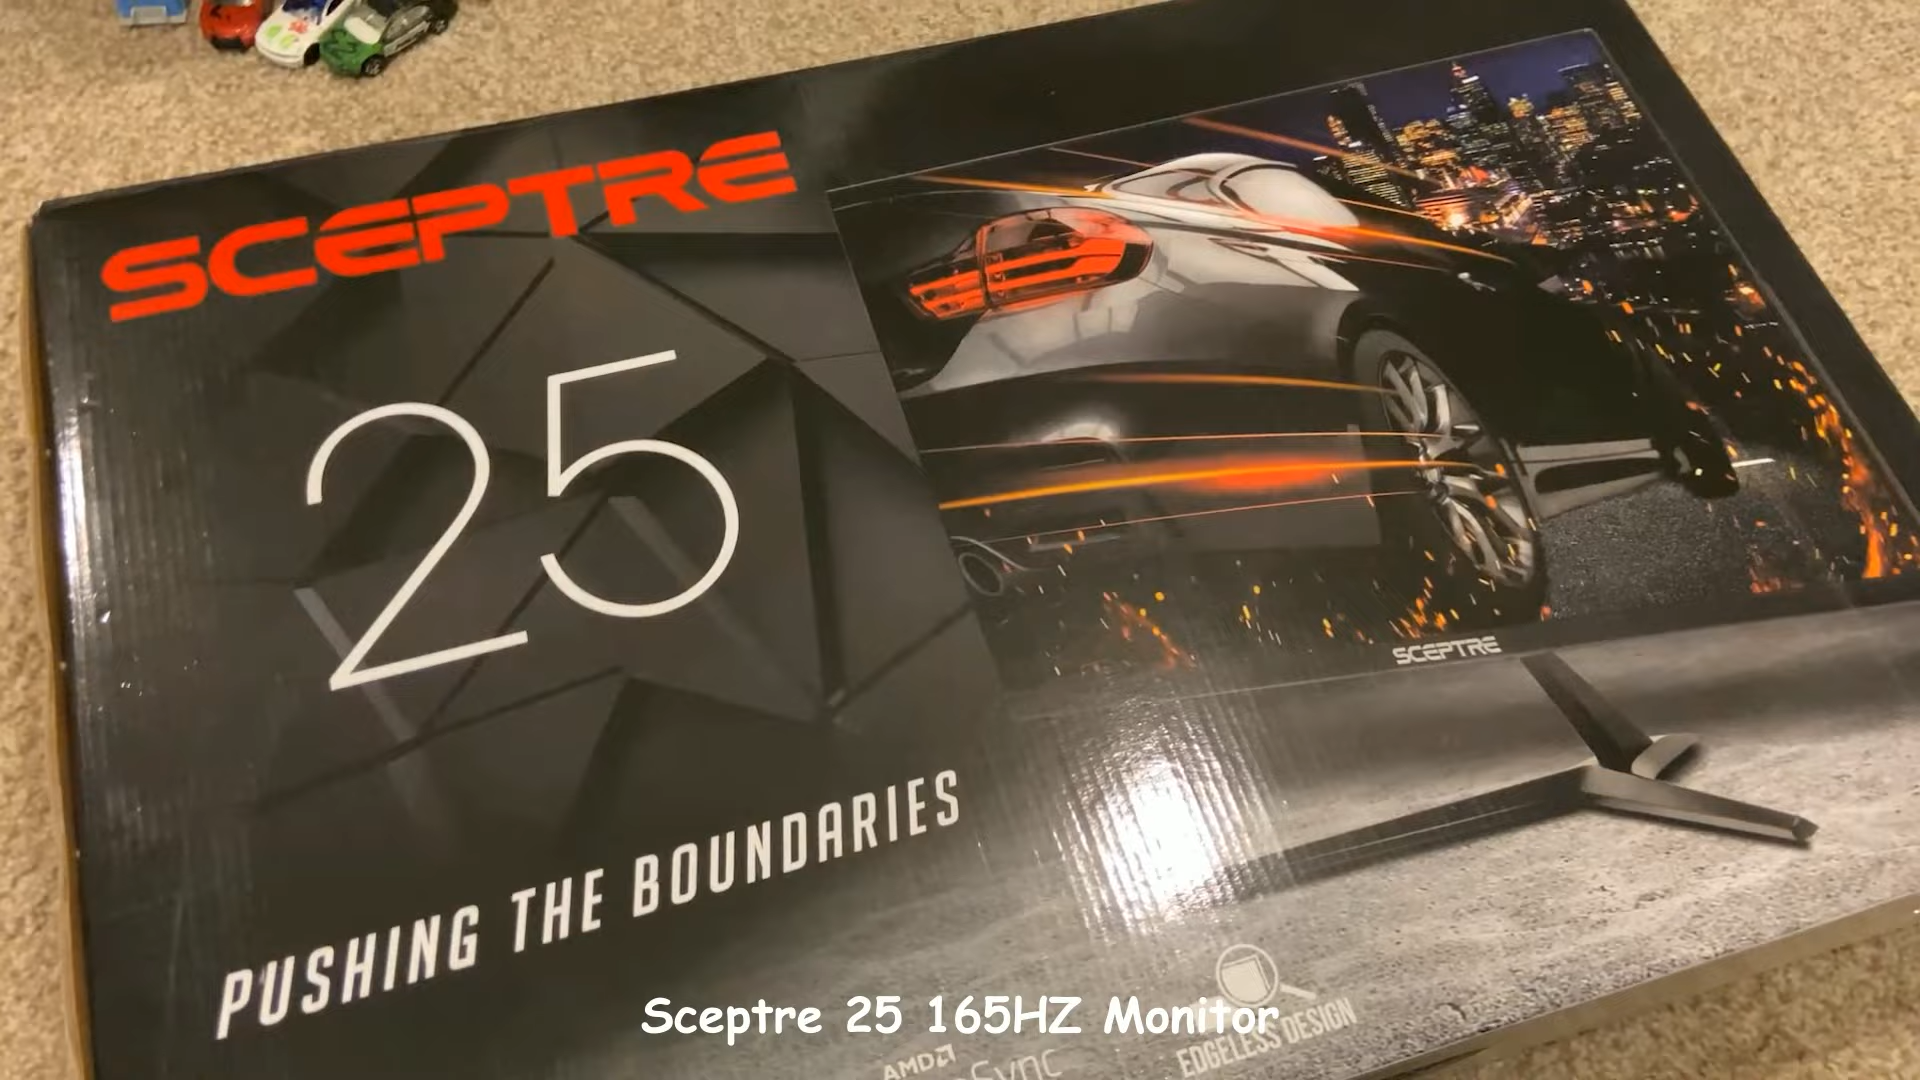 SCEPTRE
25
SCEPTRE
PUSHING THE BOUNDARIES
EDGELESS DESIGN
AMD
Sceptre 25 165HZ Monitor